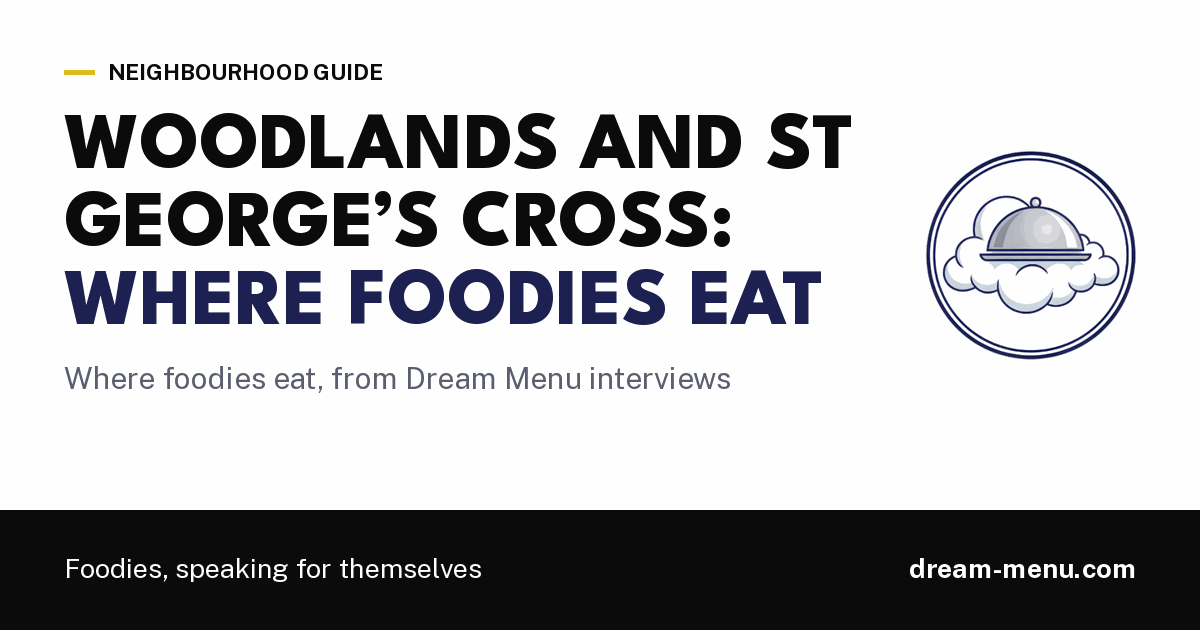 NEIGHBOURHOOD GUIDE
WOODLANDS AND ST
GEORGE’S CROSS:
WHERE FOODIES EAT
Where foodies eat, from Dream Menu interviews
Foodies, speaking for themselves
dream-menu.com